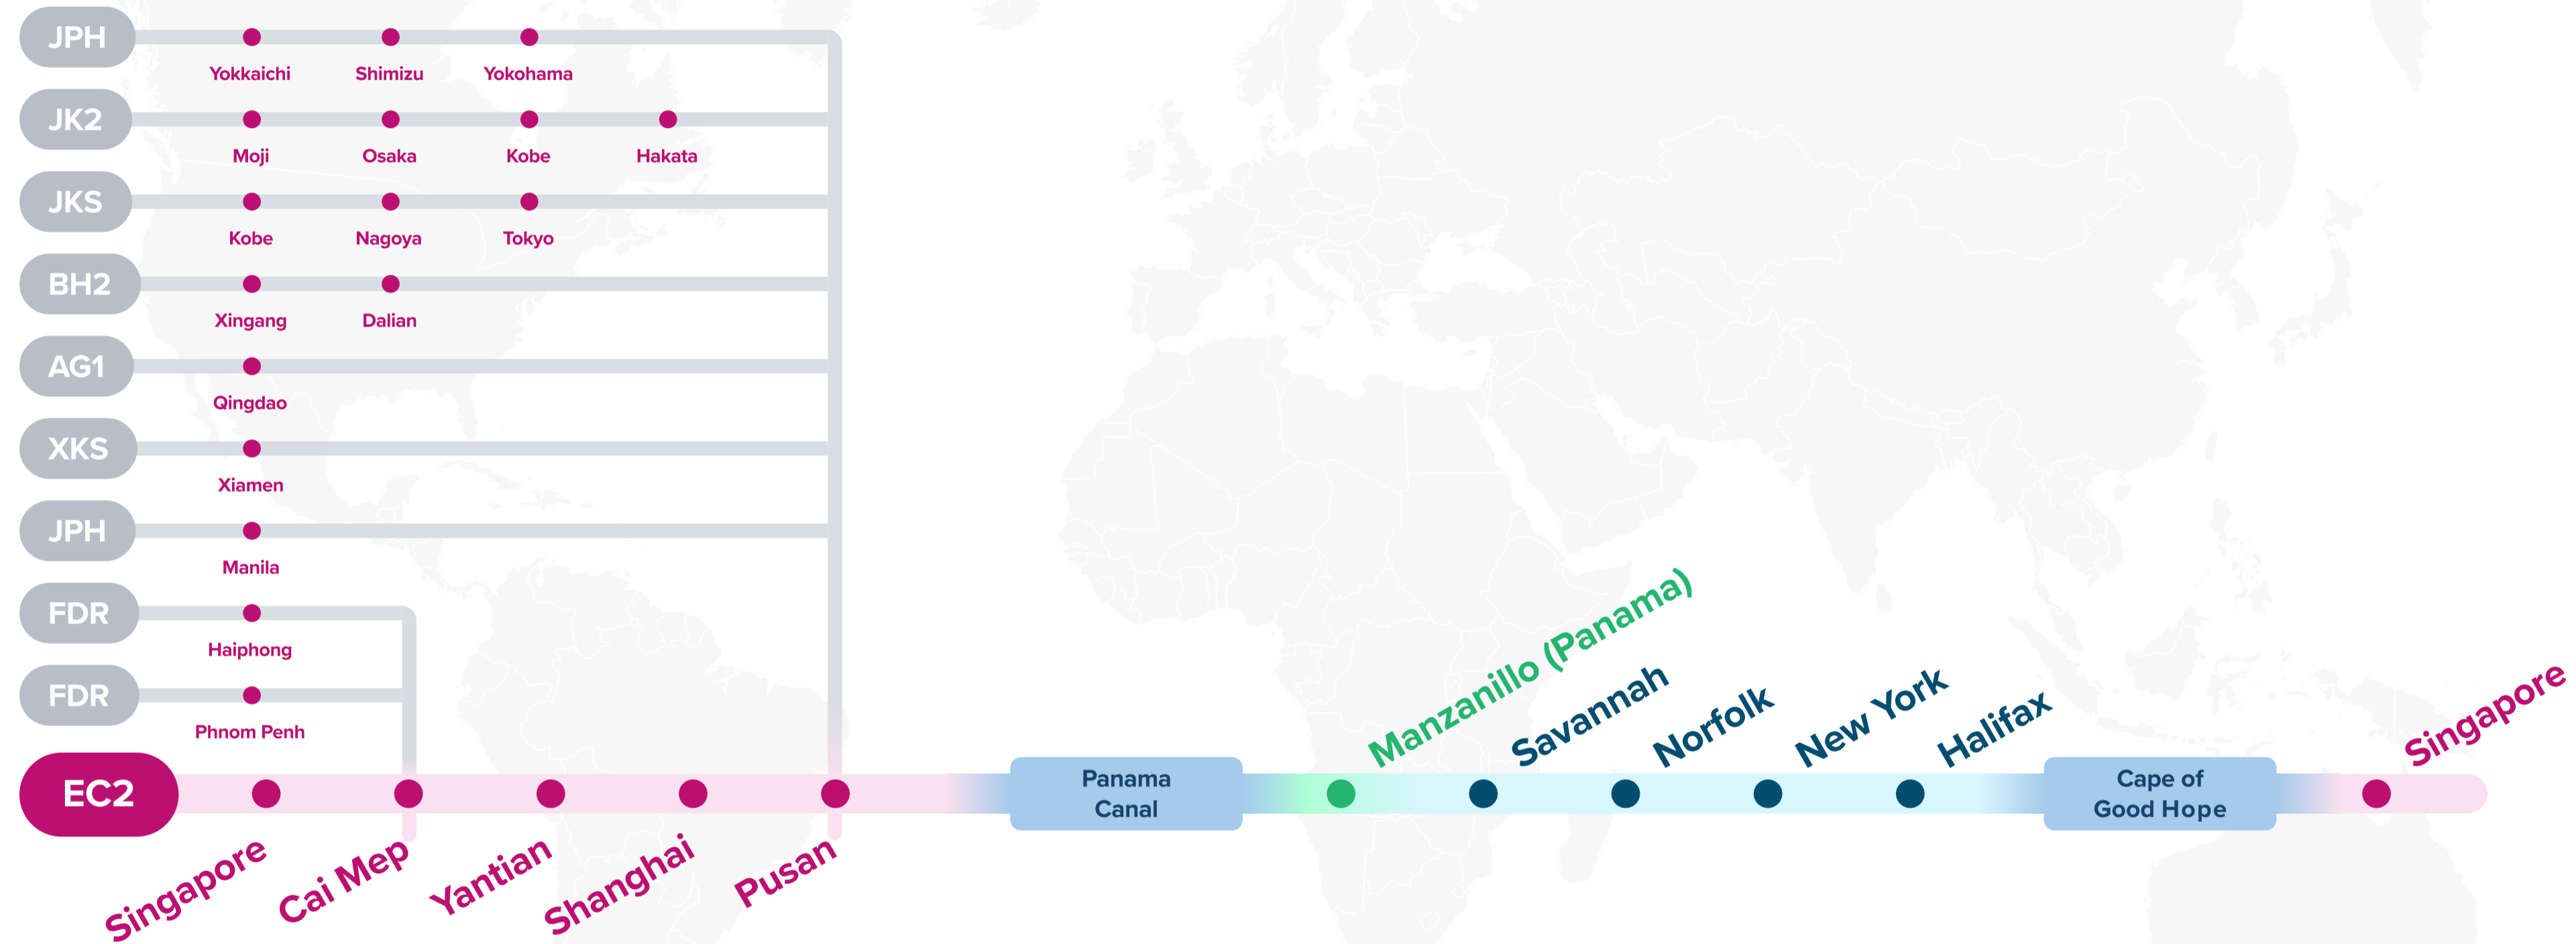 JPH
Yokkaichi Shimizu Yokohama
JK2
Moji Osaka Kobe Hakata
JKS
Kobe Nagoya Tokyo
BH2
Xingang Dalian
AG1
Qingdao
XKS
Xiamen
JPH
Manila
FDR
Haiphong
FDR
Phnom Penh
EC2
Singapore
Cai Mep
Yantian
Shanghai
Pusan
Panama
Canal
Manzanillo (Panama)
Savannah
Norfolk
New York
Halifax
Cape of
Good Hope
Singapore